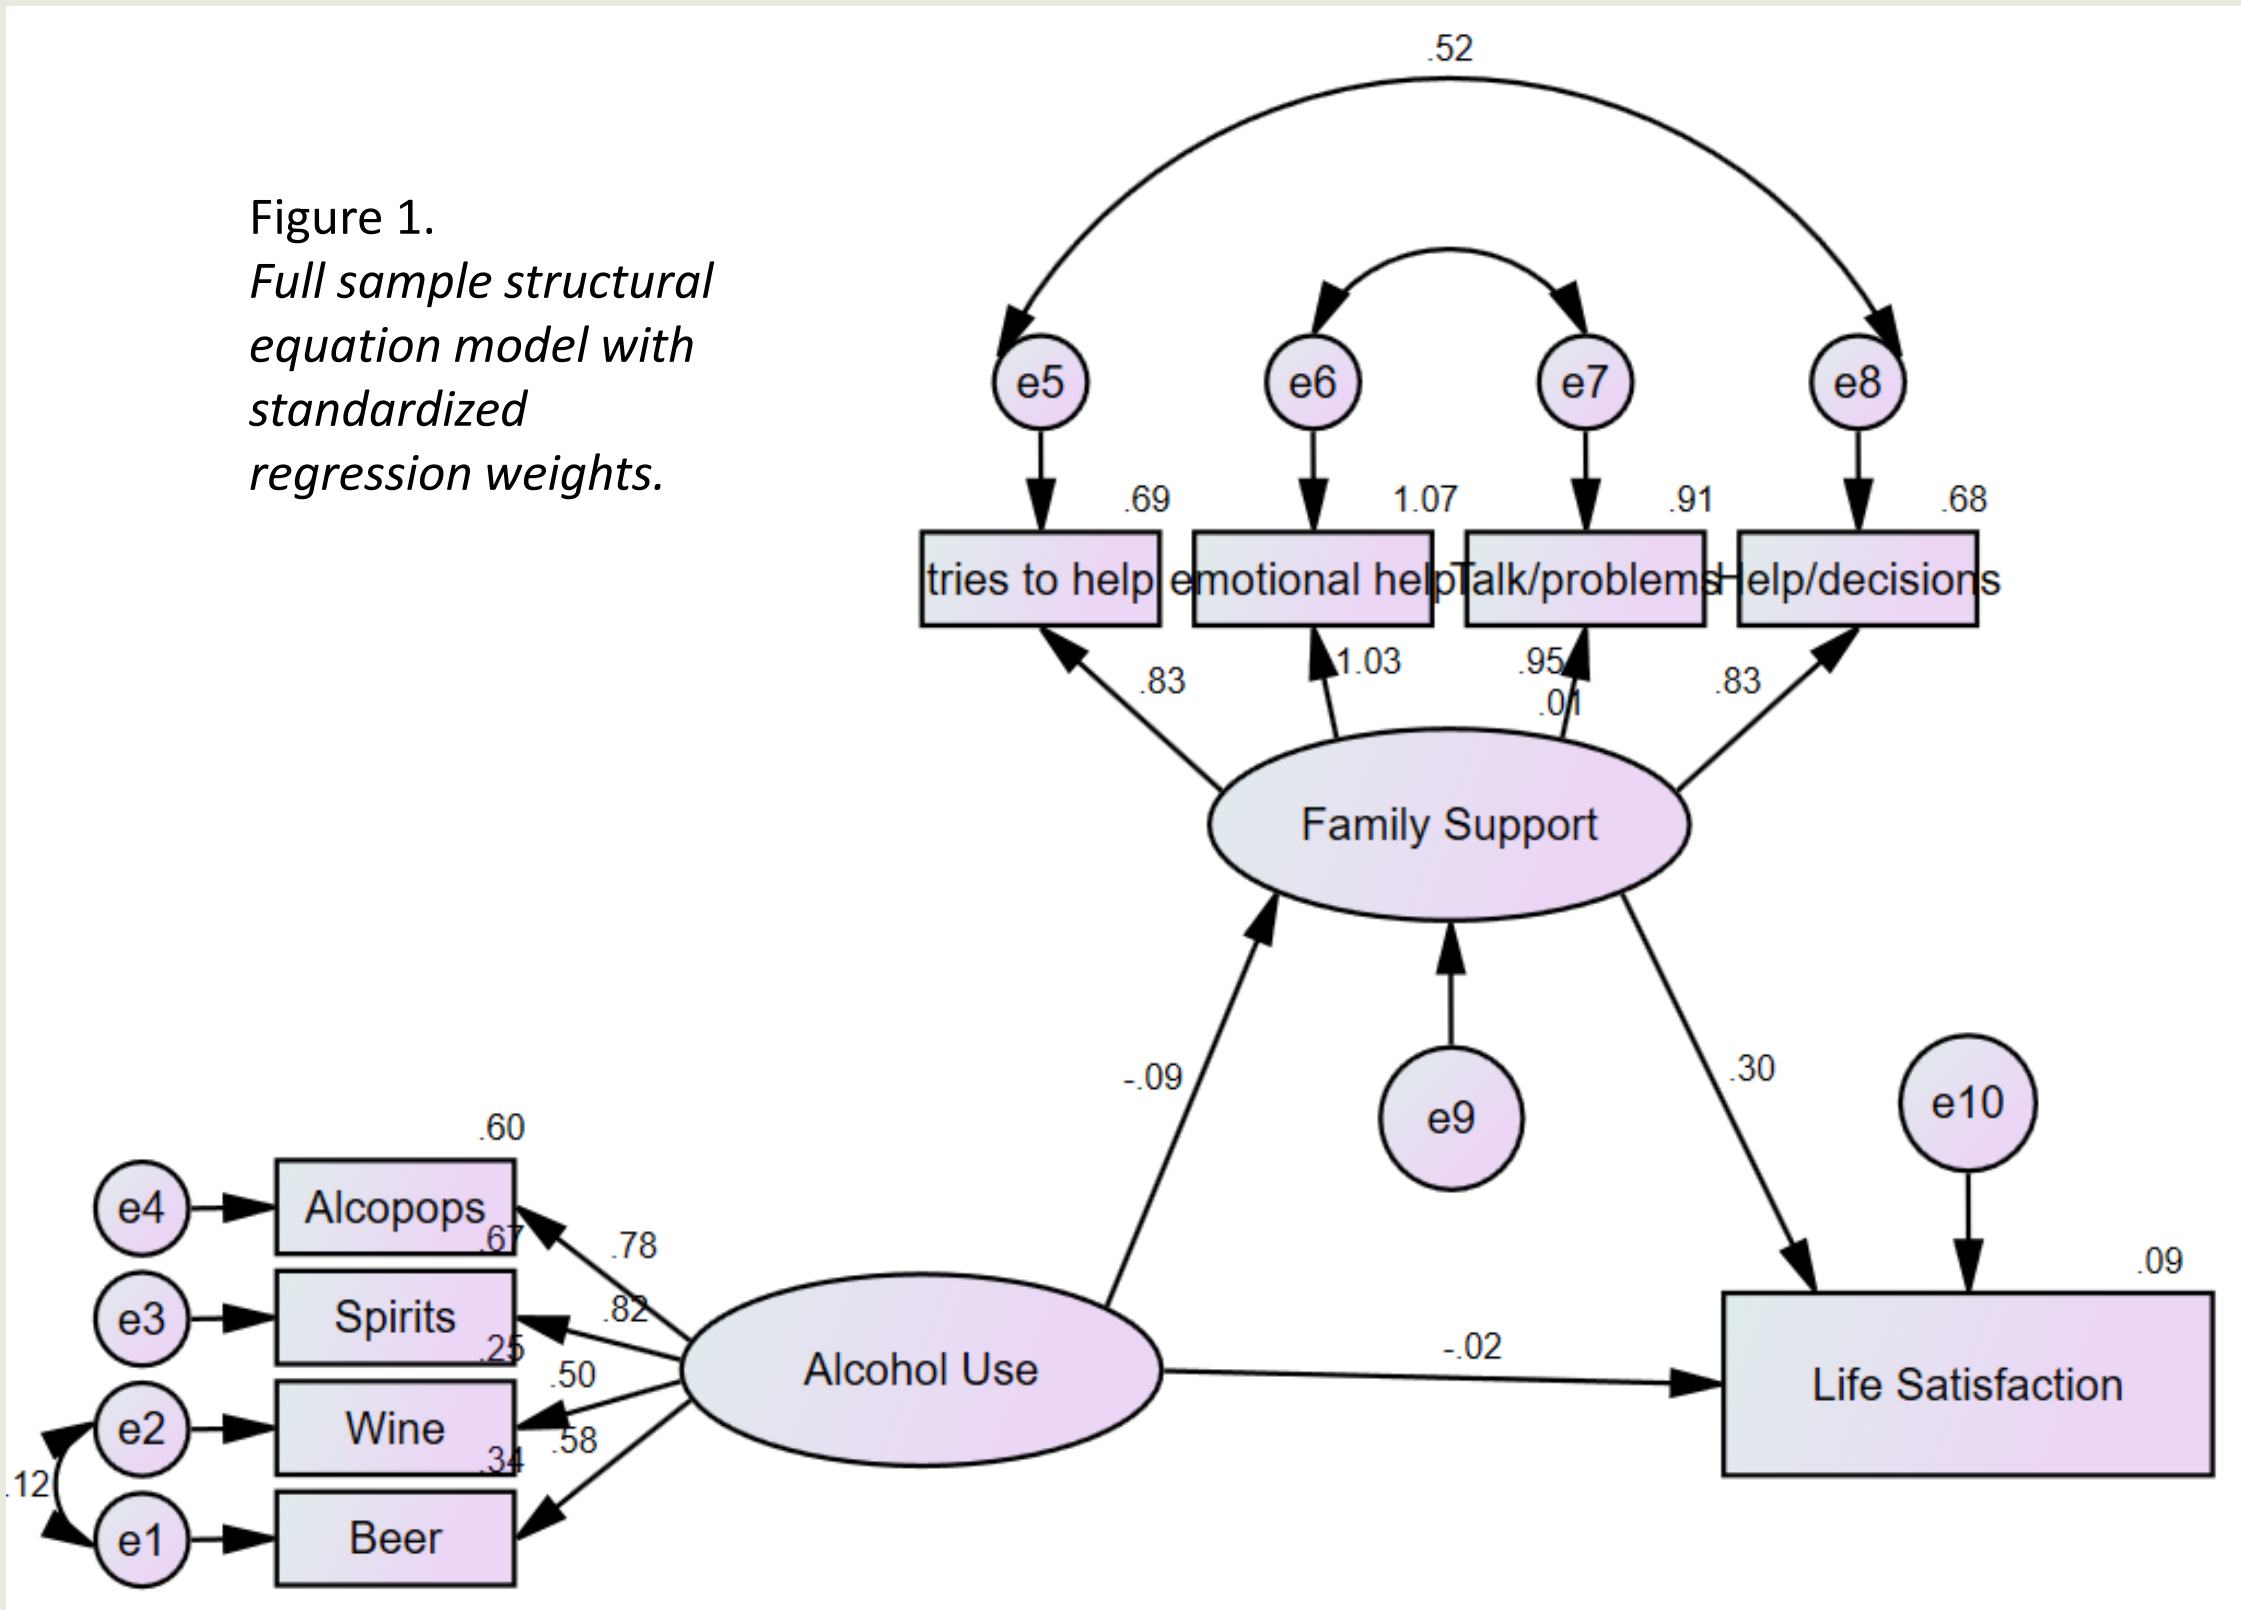 .52
Figure 1.
Full sample structural
equation model with
standardized
regression weights.
e5 e6 e7 e8
.69 1.07 .91 .68
tries to help emotional help Talk/problems Help/decisions
.83 1.03 .95 .83
.01
Family Support
-.09 e9 .30 e10
.60
e4 Alcopops
.67 .78
.09
e3 Spirits .82
.25 .50 -.02
Alcohol Use Life Satisfaction
e2 Wine .58
.34
.12
e1 Beer